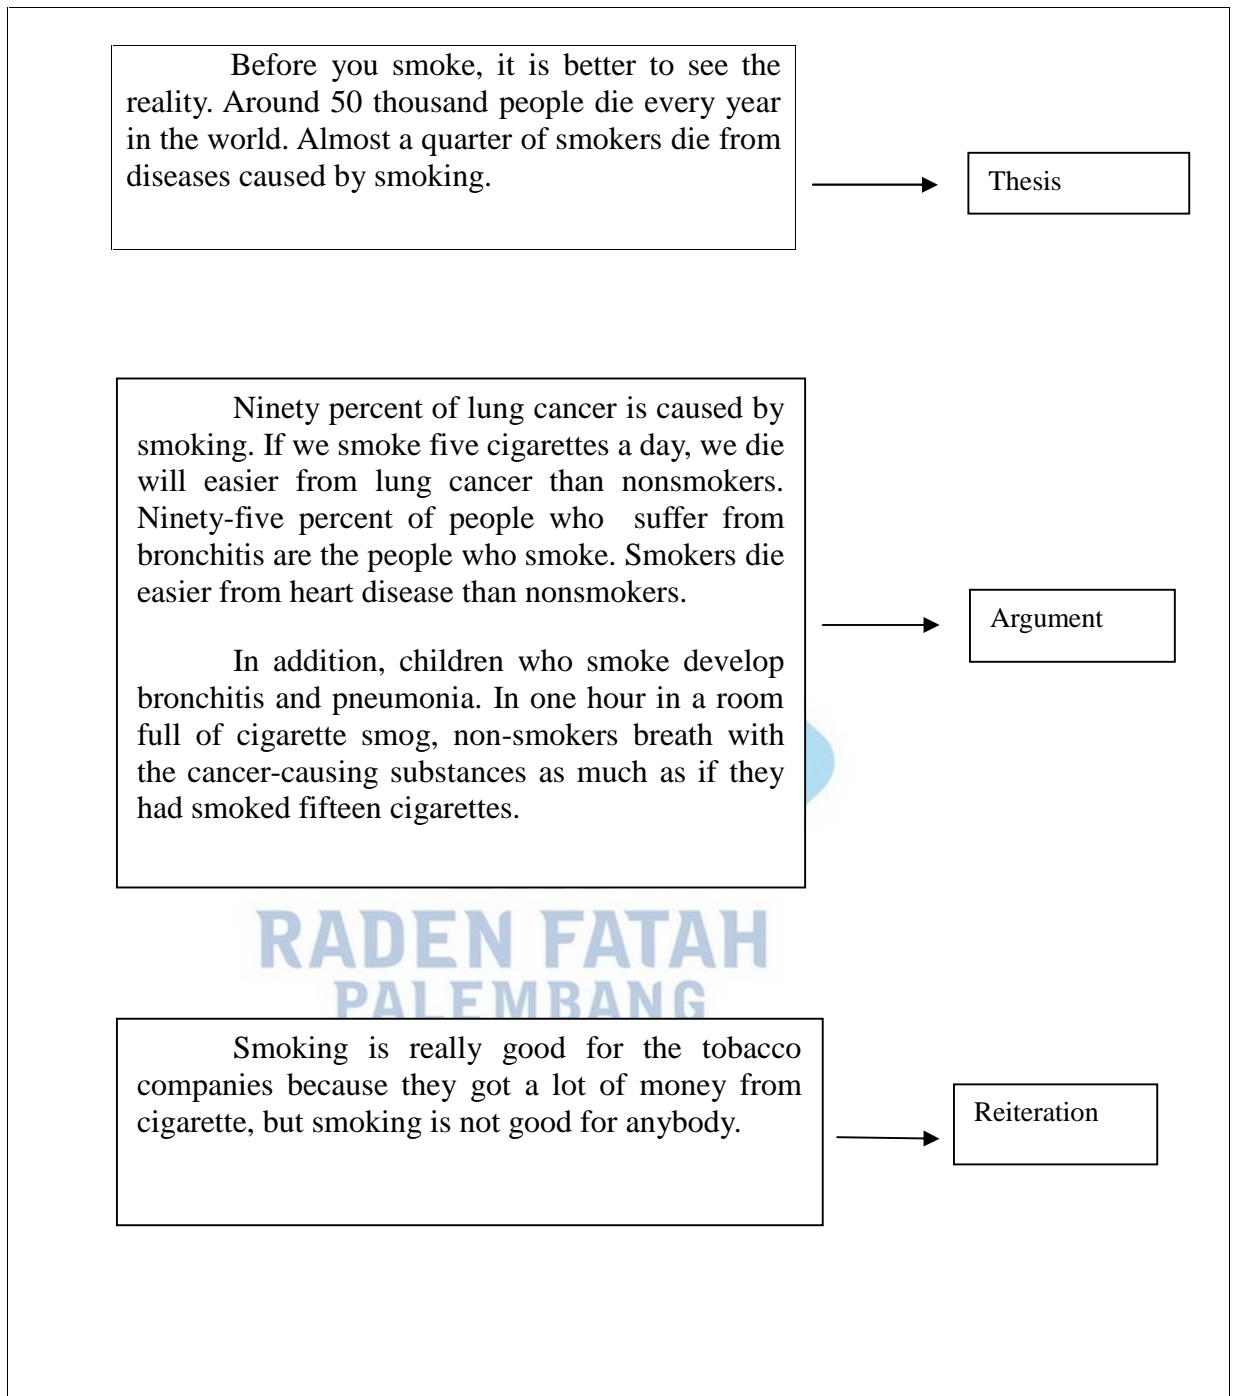 Before you smoke, it is better to see the
reality. Around 50 thousand people die every year
in the world. Almost a quarter of smokers die from
diseases caused by smoking.
Thesis
Ninety percent of lung cancer is caused by
smoking. If we smoke five cigarettes a day, we die
will easier from lung cancer than nonsmokers.
Ninety-five percent of people who suffer from
bronchitis are the people who smoke. Smokers die
easier from heart disease than nonsmokers.
In addition, children who smoke develop
bronchitis and pneumonia. In one hour in a room
full of cigarette smog, non-smokers breath with
the cancer-causing substances as much as if they
had smoked fifteen cigarettes.
Argument
RADEN FATAH
PALEMBANG
Smoking is really good for the tobacco
companies because they got a lot of money from
cigarette, but smoking is not good for anybody.
Reiteration